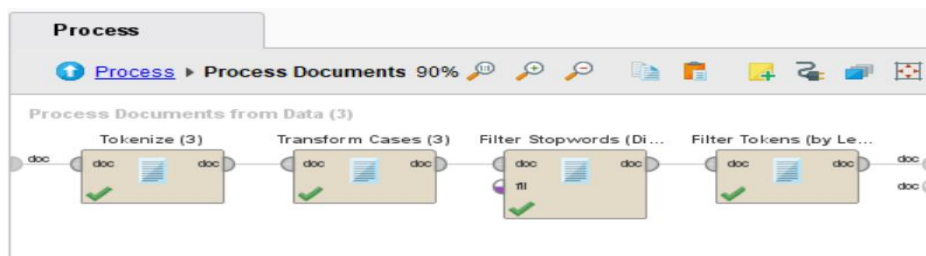 Process
Process Process Documents 90%
Process Documents from Data (3)
Tokenize (3) Transform Cases (3) Filter Stopwords (Di... Filter Tokens (by Le...
doc doc doc doc doc doc doc doc doc doc
fil doc